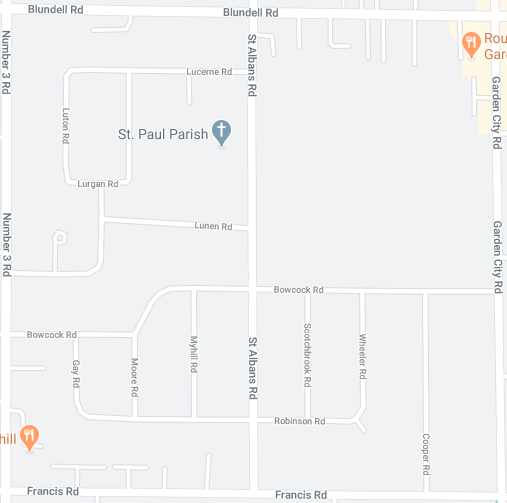 Blundell Rd
Blundell Rd
Number 3 Rd
St Albans Rd
Rou
Gar
Lucerne Rd
Garden City Rd
Luton Rd
St. Paul Parish
Lurgan Rd
Number 3 Rd
Lunen Rd
Garden City Rd
Bowcock Rd
Bowcock Rd
Gay Rd
Moore Rd
Myhill Rd
St Albans Rd
Scotchbrook Rd
Wheeler Rd
Robinson Rd
hill
Cooper Rd
Francis Rd
Francis Rd